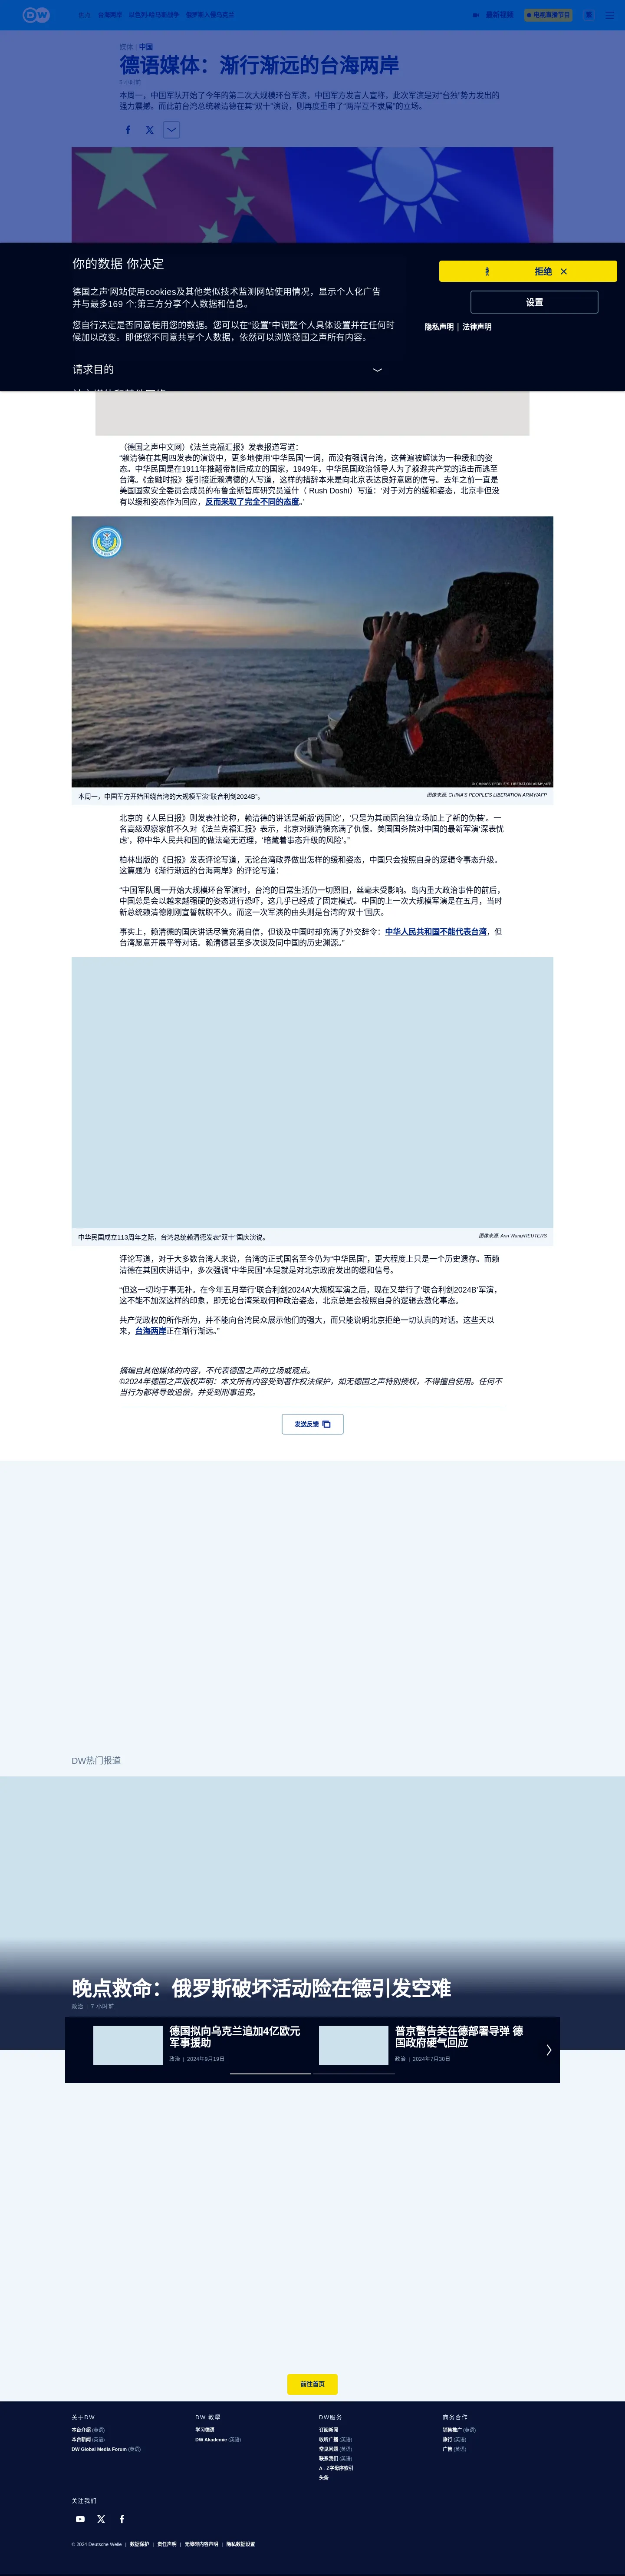 DW
焦点
台海两岸
以色列-哈马斯战争
俄罗斯入侵乌克兰
最新视频
电视直播节目
媒体 | 中国
德语媒体：渐行渐远的台海两岸
5 小时前
本周一，中国军队开始了今年的第二次大规模环台军演，中国军方发言人宣称，此次军演是对“台独”势力发出的
强力震慑。而此前台湾总统赖清德在其“双十”演说，则再度重申了“两岸互不隶属”的立场。
你的数据 你决定
德国之声'网站使用cookies及其他类似技术监测网站使用情况，显示个人化广告
并与最多169 个;第三方分享个人数据和信息。
您自行决定是否同意使用您的数据。您可以在"设置"中调整个人具体设置并在任何时
候加以改变。即便您不同意共享个人数据，依然可以浏览德国之声所有内容。
请求目的
拒绝
设置
隐私声明 | 法律声明
（德国之声中文网）《法兰克福汇报》发表报道写道：
“赖清德在其周四发表的演说中，更多地使用‘中华民国’一词，而没有强调台湾，这普遍被解读为一种缓和的姿
态。中华民国是在1911年推翻帝制后成立的国家，1949年，中华民国政治领导人为了躲避共产党的追击而逃至
台湾。《金融时报》援引接近赖清德的人写道，这样的措辞本来是向北京表达良好意愿的信号。去年之前一直是
美国国家安全委员会成员的布鲁金斯智库研究员道什（ Rush Doshi）写道：‘对于对方的缓和姿态，北京非但没
有以缓和姿态作为回应，反而采取了完全不同的态度。’
© CHINA'S PEOPLE'S LIBERATION ARMY/AFP
本周一，中国军方开始围绕台湾的大规模军演“联合利剑2024B”。
图像来源: CHINA'S PEOPLE'S LIBERATION ARMY/AFP
北京的《人民日报》则发表社论称，赖清德的讲话是新版‘两国论’，‘只是为其顽固台独立场加上了新的伪装’。一
名高级观察家前不久对《法兰克福汇报》表示，北京对赖清德充满了仇恨。美国国务院对中国的最新军演‘深表忧
虑’，称中华人民共和国的做法毫无道理，‘暗藏着事态升级的风险’。”
柏林出版的《日报》发表评论写道，无论台湾政界做出怎样的缓和姿态，中国只会按照自身的逻辑令事态升级。
这篇题为《渐行渐远的台海两岸》的评论写道：
“中国军队周一开始大规模环台军演时，台湾的日常生活仍一切照旧，丝毫未受影响。岛内重大政治事件的前后，
中国总是会以越来越强硬的姿态进行恐吓，这几乎已经成了固定模式。中国的上一次大规模军演是在五月，当时
新总统赖清德刚刚宣誓就职不久。而这一次军演的由头则是台湾的‘双十’国庆。
事实上，赖清德的国庆讲话尽管充满自信，但谈及中国时却充满了外交辞令：中华人民共和国不能代表台湾，但
台湾愿意开展平等对话。赖清德甚至多次谈及同中国的历史渊源。”
中华民国成立113周年之际，台湾总统赖清德发表“双十”国庆演说。
图像来源: Ann Wang/REUTERS
评论写道，对于大多数台湾人来说，台湾的正式国名至今仍为“中华民国”，更大程度上只是一个历史遗存。而赖
清德在其国庆讲话中，多次强调“中华民国”本是就是对北京政府发出的缓和信号。
“但这一切均于事无补。在今年五月举行‘联合利剑2024A’大规模军演之后，现在又举行了‘联合利剑2024B’军演，
这不能不加深这样的印象，即无论台湾采取何种政治姿态，北京总是会按照自身的逻辑去激化事态。
共产党政权的所作所为，并不能向台湾民众展示他们的强大，而只能说明北京拒绝一切认真的对话。这些天以
来，台海两岸正在渐行渐远。”
摘编自其他媒体的内容，不代表德国之声的立场或观点。
©2024年德国之声版权声明：本文所有内容受到著作权法保护，如无德国之声特别授权，不得擅自使用。任何不
当行为都将导致追偿，并受到刑事追究。
发送反馈
DW热门报道
晚点救命：俄罗斯破坏活动险在德引发空难
政治 | 7 小时前
德国拟向乌克兰追加4亿欧元
军事援助
政治 | 2024年9月19日
普京警告美在德部署导弹 德
国政府硬气回应
政治 | 2024年7月30日
前往首页
关于DW
本台介绍 (英语)
本台新闻 (英语)
DW Global Media Forum (英语)
DW 教學
学习德语
DW Akademie (英语)
DW服务
订阅新闻
收听广播 (英语)
常见问题 (英语)
联系我们 (英语)
A - Z字母序索引
头条
商务合作
销售推广 (英语)
旅行 (英语)
广告 (英语)
关注我们
© 2024 Deutsche Welle | 数据保护 | 责任声明 | 无障碍内容声明 | 隐私数据设置